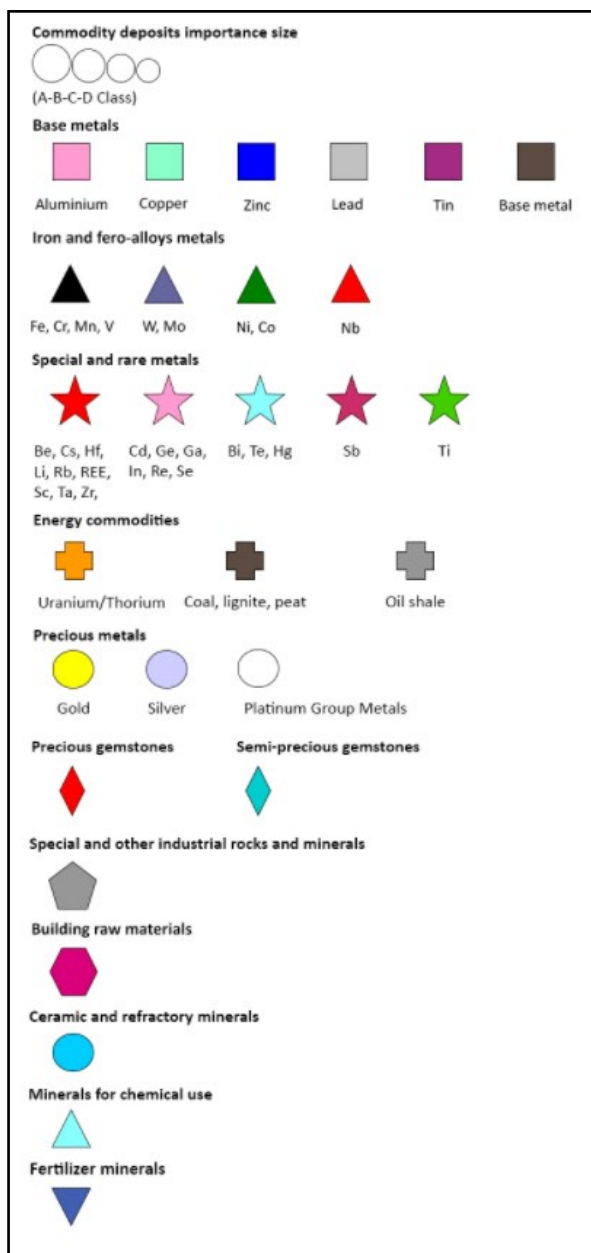 Commodity deposits importance size
(A-B-C-D Class)
Base metals
Aluminium Copper Zinc Lead Tin Base metal
Iron and fero-alloys metals
Fe, Cr, Mn, V W, Mo Ni, Co Nb
Special and rare metals
Be, Cs, Hf, Cd, Ge, Ga, Bi, Te, Hg Sb Ti
Li, Rb, REE, In, Re, Se
Sc, Ta, Zr,
Energy commodities
Uranium/Thorium Coal, lignite, peat Oil shale
Precious metals
Gold Silver Platinum Group Metals
Precious gemstones Semi-precious gemstones
Special and other industrial rocks and minerals
Building raw materials
Ceramic and refractory minerals
Minerals for chemical use
Fertilizer minerals